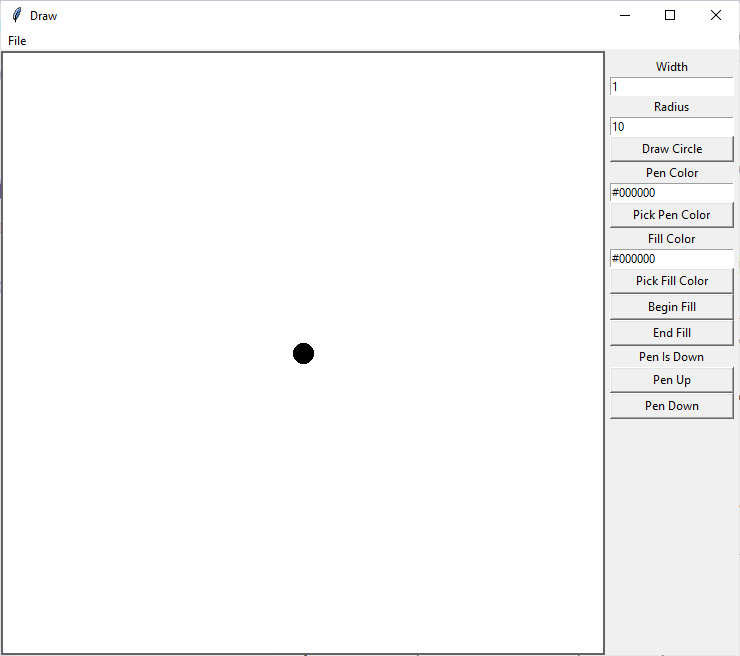 Draw
File
Width
1
Radius
10
Draw Circle
Pen Color
#000000
Pick Pen Color
Fill Color
#000000
Pick Fill Color
Begin Fill
End Fill
Pen Is Down
Pen Up
Pen Down